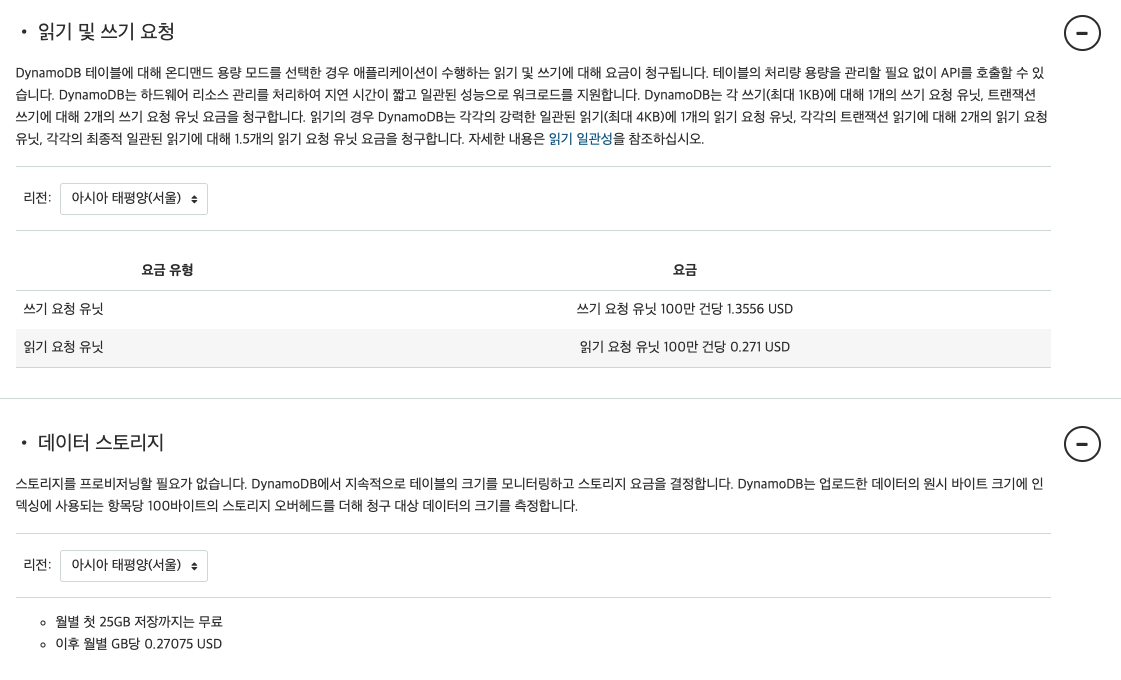 • 읽기 및 쓰기 요청
DynamoDB 테이블에 대해 온디맨드 용량 모드를 선택한 경우 애플리케이션이 수행하는 읽기 및 쓰기에 대해 요금이 청구됩니다. 테이블의 처리량 용량을 관리할 필요 없이 API를 호출할 수 있
습니다. DynamoDB는 하드웨어 리소스 관리를 처리하여 지연 시간이 짧고 일관된 성능으로 워크로드를 지원합니다. DynamoDB는 각 쓰기(최대 1KB)에 대해 1개의 쓰기 요청 유닛, 트랜잭션
쓰기에 대해 2개의 쓰기 요청 유닛 요금을 청구합니다. 읽기의 경우 DynamoDB는 각각의 강력한 일관된 읽기(최대 4KB)에 1개의 읽기 요청 유닛, 각각의 트랜잭션 읽기에 대해 2개의 읽기 요청
유닛, 각각의 최종적 일관된 읽기에 대해 1.5개의 읽기 요청 유닛 요금을 청구합니다. 자세한 내용은 읽기 일관성을 참조하십시오.
리전: 아시아 태평양(서울)
요금 유형 요금
쓰기 요청 유닛 쓰기 요청 유닛 100만 건당 1.3556 USD
읽기 요청 유닛 읽기 요청 유닛 100만 건당 0.271 USD
• 데이터 스토리지
스토리지를 프로비저닝할 필요가 없습니다. DynamoDB에서 지속적으로 테이블의 크기를 모니터링하고 스토리지 요금을 결정합니다. DynamoDB는 업로드한 데이터의 원시 바이트 크기에 인
덱싱에 사용되는 항목당 100바이트의 스토리지 오버헤드를 더해 청구 대상 데이터의 크기를 측정합니다.
리전: 아시아 태평양(서울)
월별 첫 25GB 저장까지는 무료
이후 월별 GB당 0.27075 USD